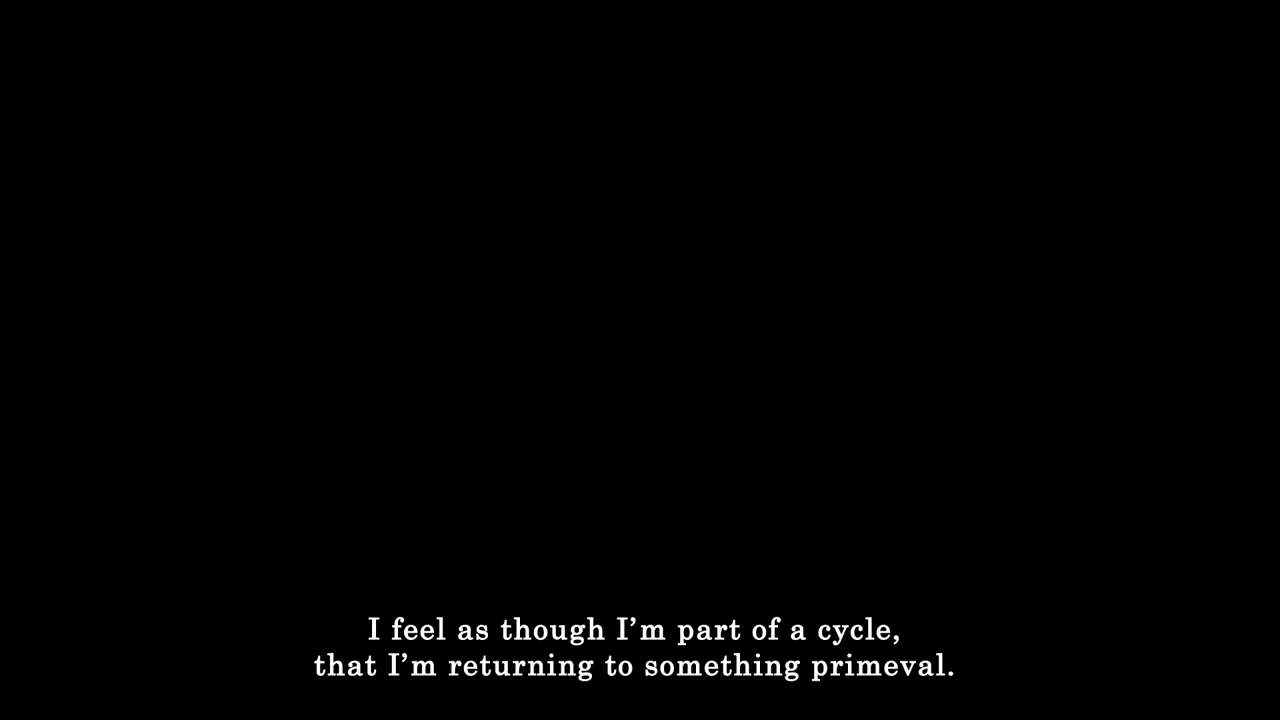 I feel as though I’m part of a cycle,
that I’m returning to something primeval.